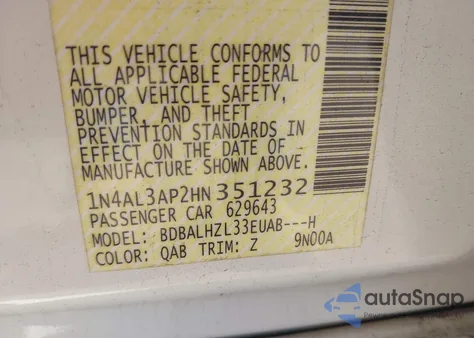 THIS VEHICLE CONFORMS TO
ALL APPLICABLE FEDERAL
MOTOR VEHICLE SAFETY,
BUMPER, AND THEFT
PREVENTION STANDARDS IN
EFFECT ON THE DATE OF
MANUFACTURE SHOWN ABOVE.
1N4AL3AP2HN351232
PASSENGER CAR 629643
MODEL: BDBALHZL33EUAB---H
COLOR: QAB TRIM: Z 9N00A
autoSnap